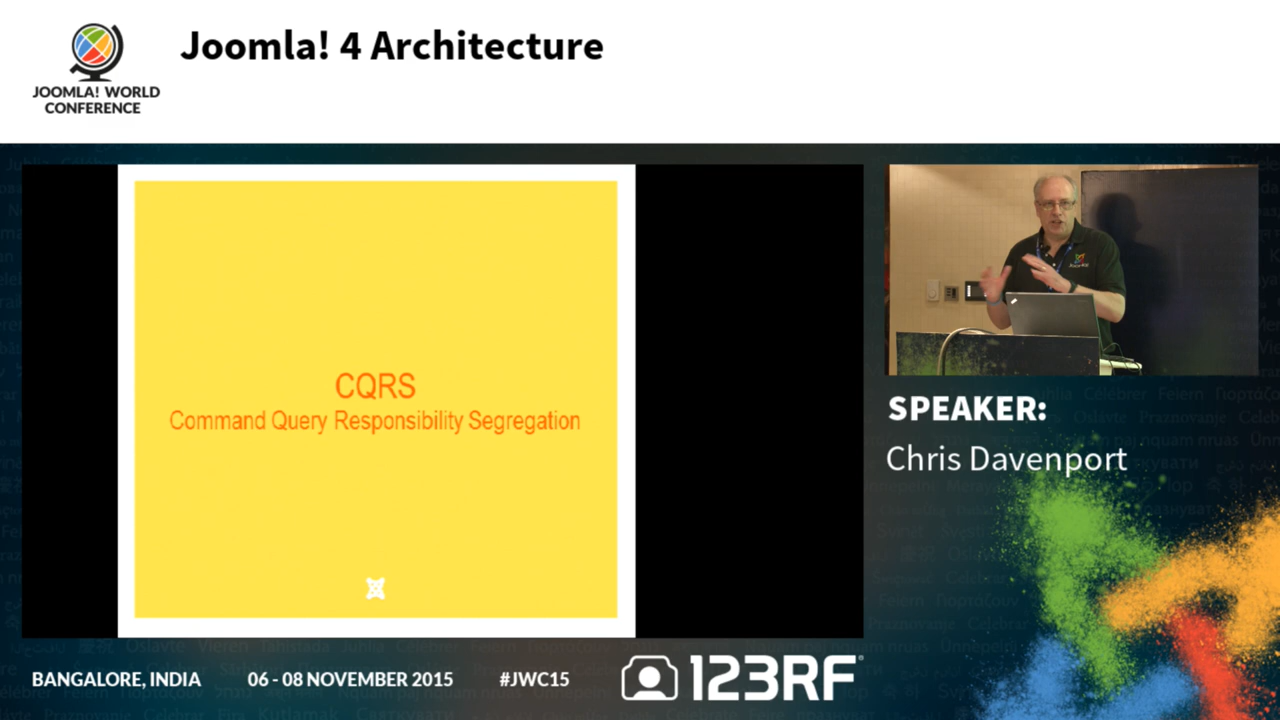 Joomla! 4 Architecture
JOOMLA! WORLD
CONFERENCE
CQRS
Command Query Responsibility Segregation
SPEAKER:
Chris Davenport
BANGALORE, INDIA
06 - 08 NOVEMBER 2015
#JWC15
123RF